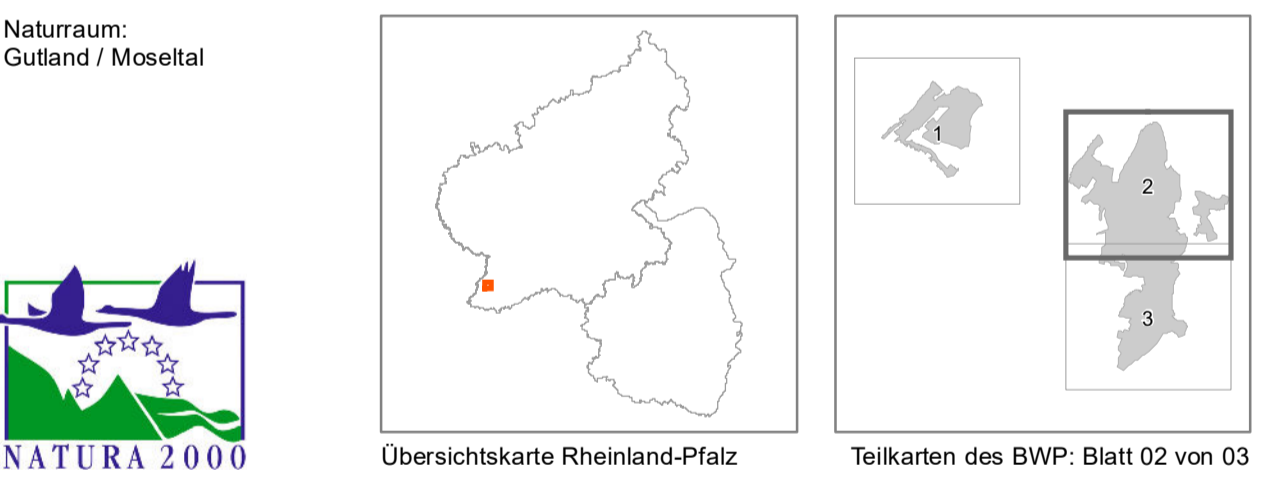 Naturraum:
Gutland / Moseltal
NATURA 2000
Übersichtskarte Rheinland-Pfalz
1
2
3
Teilkarten des BWP: Blatt 02 von 03